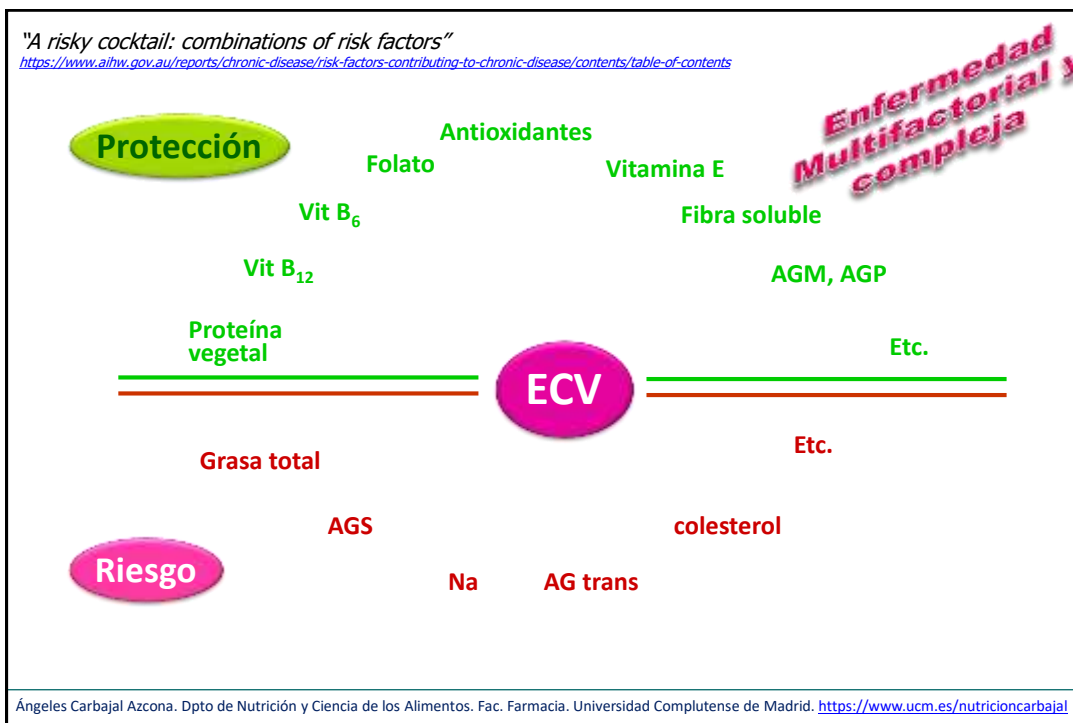 “A risky cocktail: combinations of risk factors”
https://www.aihw.gov.au/reports/chronic-disease/risk-factors-contributing-to-chronic-disease/contents/table-of-contents
Enfermedad
Multifactorial y
compleja
Protección
Antioxidantes
Folato
Vitamina E
Vit B6
Fibra soluble
Vit B12
AGM, AGP
Proteína
vegetal
Etc.
ECV
Grasa total
Etc.
AGS
colesterol
Riesgo
Na
AG trans
Ángeles Carbajal Azcona. Dpto de Nutrición y Ciencia de los Alimentos. Fac. Farmacia. Universidad Complutense de Madrid. https://www.ucm.es/nutricioncarbajal